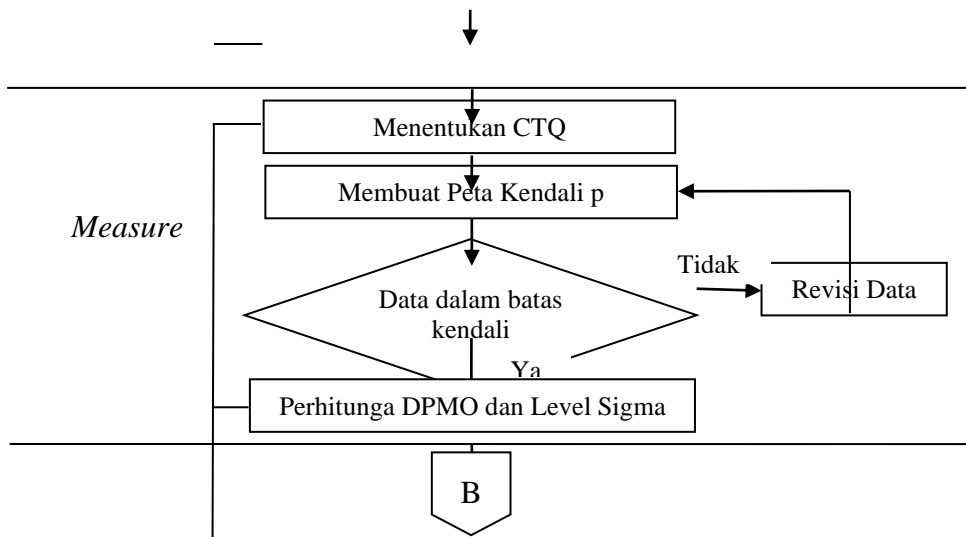 Menentukan CTQ
Membuat Peta Kendali p
Measure
Tidak
Data dalam batas
kendali
Revisi Data
Ya
Perhitunga DPMO dan Level Sigma
B